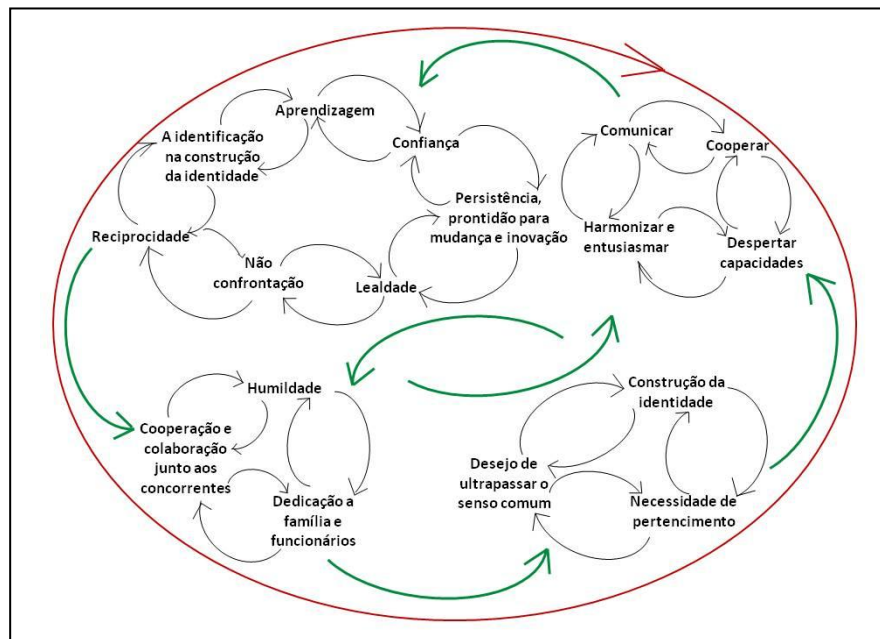 Aprendizagem
A identificação
na construção
da identidade
Confiança
Persistência,
prontidão para
mudança e inovação
Reciprocidade
Não
confrontação
Lealdade
Comunicar
Cooperar
Harmonizar e
entusiasmar
Despertar
capacidades
Humildade
Cooperação e
colaboração
junto aos
concorrentes
Dedicação a
família e
funcionários
Construção da
identidade
Desejo de
ultrapassar o
senso comum
Necessidade de
pertencimento